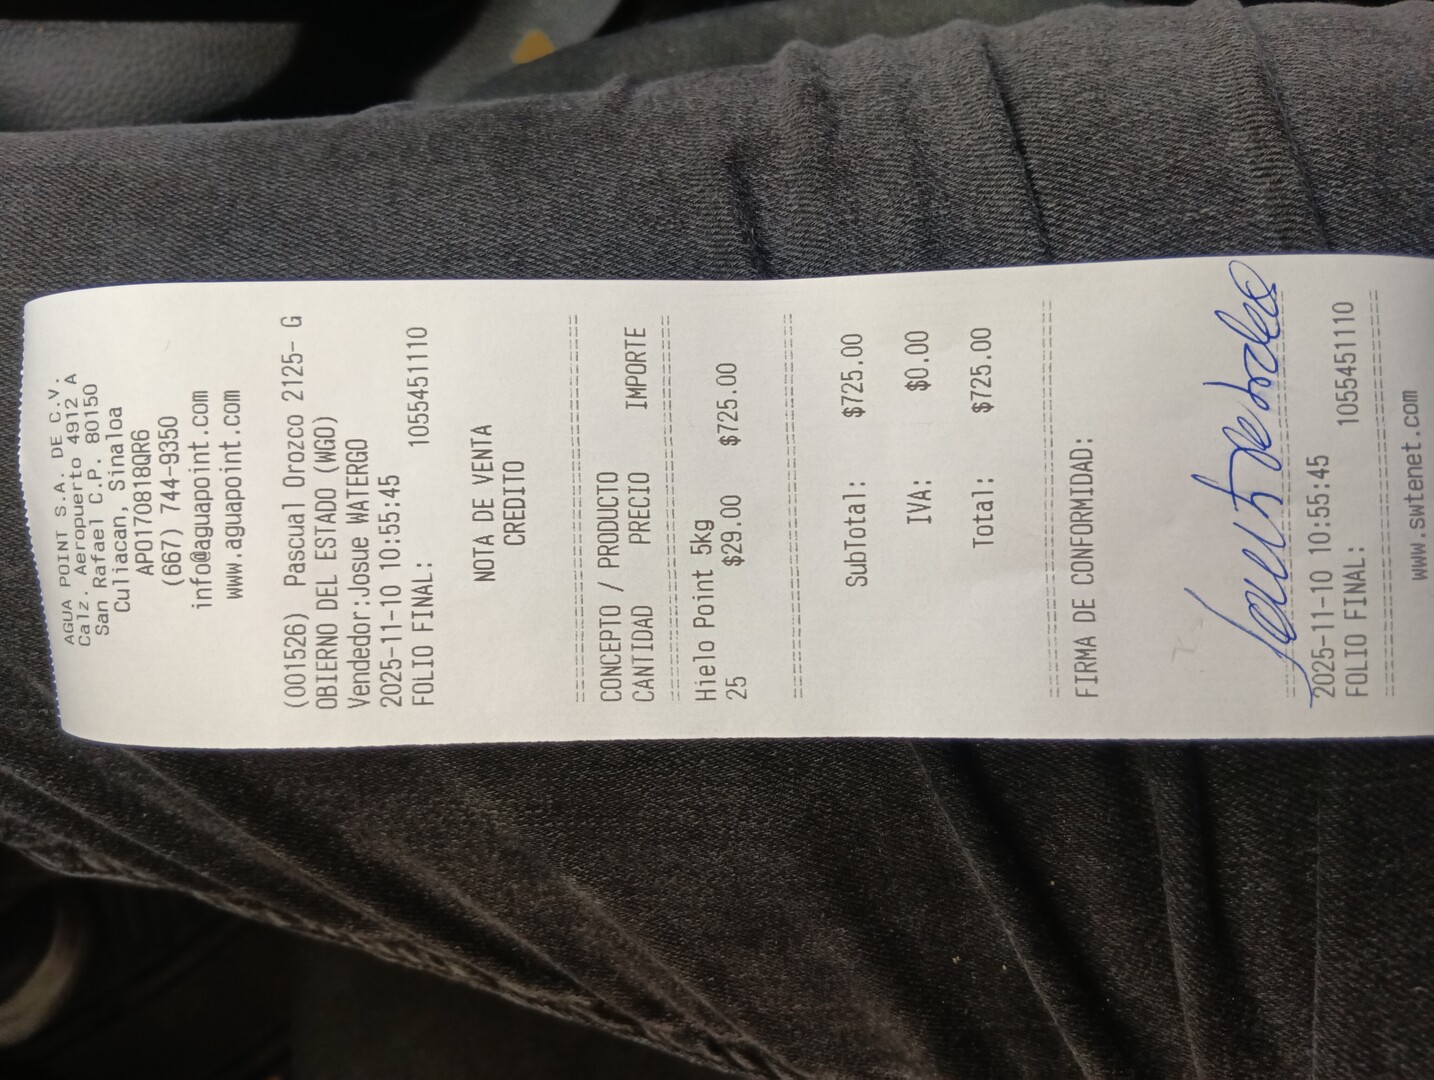 AGUA POINT S.A. DE C.V.
Calz. Aeropuerto 4912 A
San Rafael C.P. 80150
Culiacan, Sinaloa
APO170818QR6
(667) 744-9350
info@aguapoint.com
www.aguapoint.com
(001526) Pascual Orozco 2125- G
OBIERNO DEL ESTADO (WGO)
Vendedor:Josue WATERGO
2025-11-10 10:55:45
FOLIO FINAL: 1055451110
NOTA DE VENTA
CREDITO
CONCEPTO / PRODUCTO
CANTIDAD PRECIO IMPORTE
Hielo Point 5kg
25 $29.00 $725.00
SubTotal: $725.00
IVA: $0.00
Total: $725.00
FIRMA DE CONFORMIDAD:
2025-11-10 10:55:45
FOLIO FINAL: 1055451110
www.swtenet.com